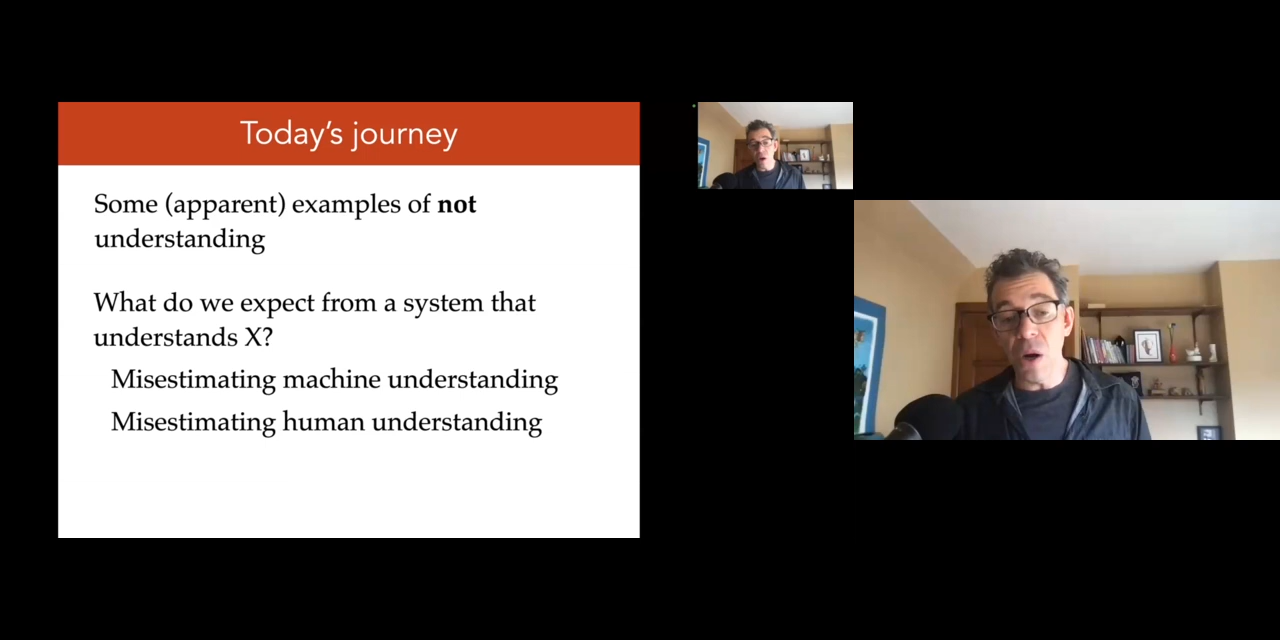 Today's journey
Some (apparent) examples of not
understanding
What do we expect from a system that
understands X?
Misestimating machine understanding
Misestimating human understanding